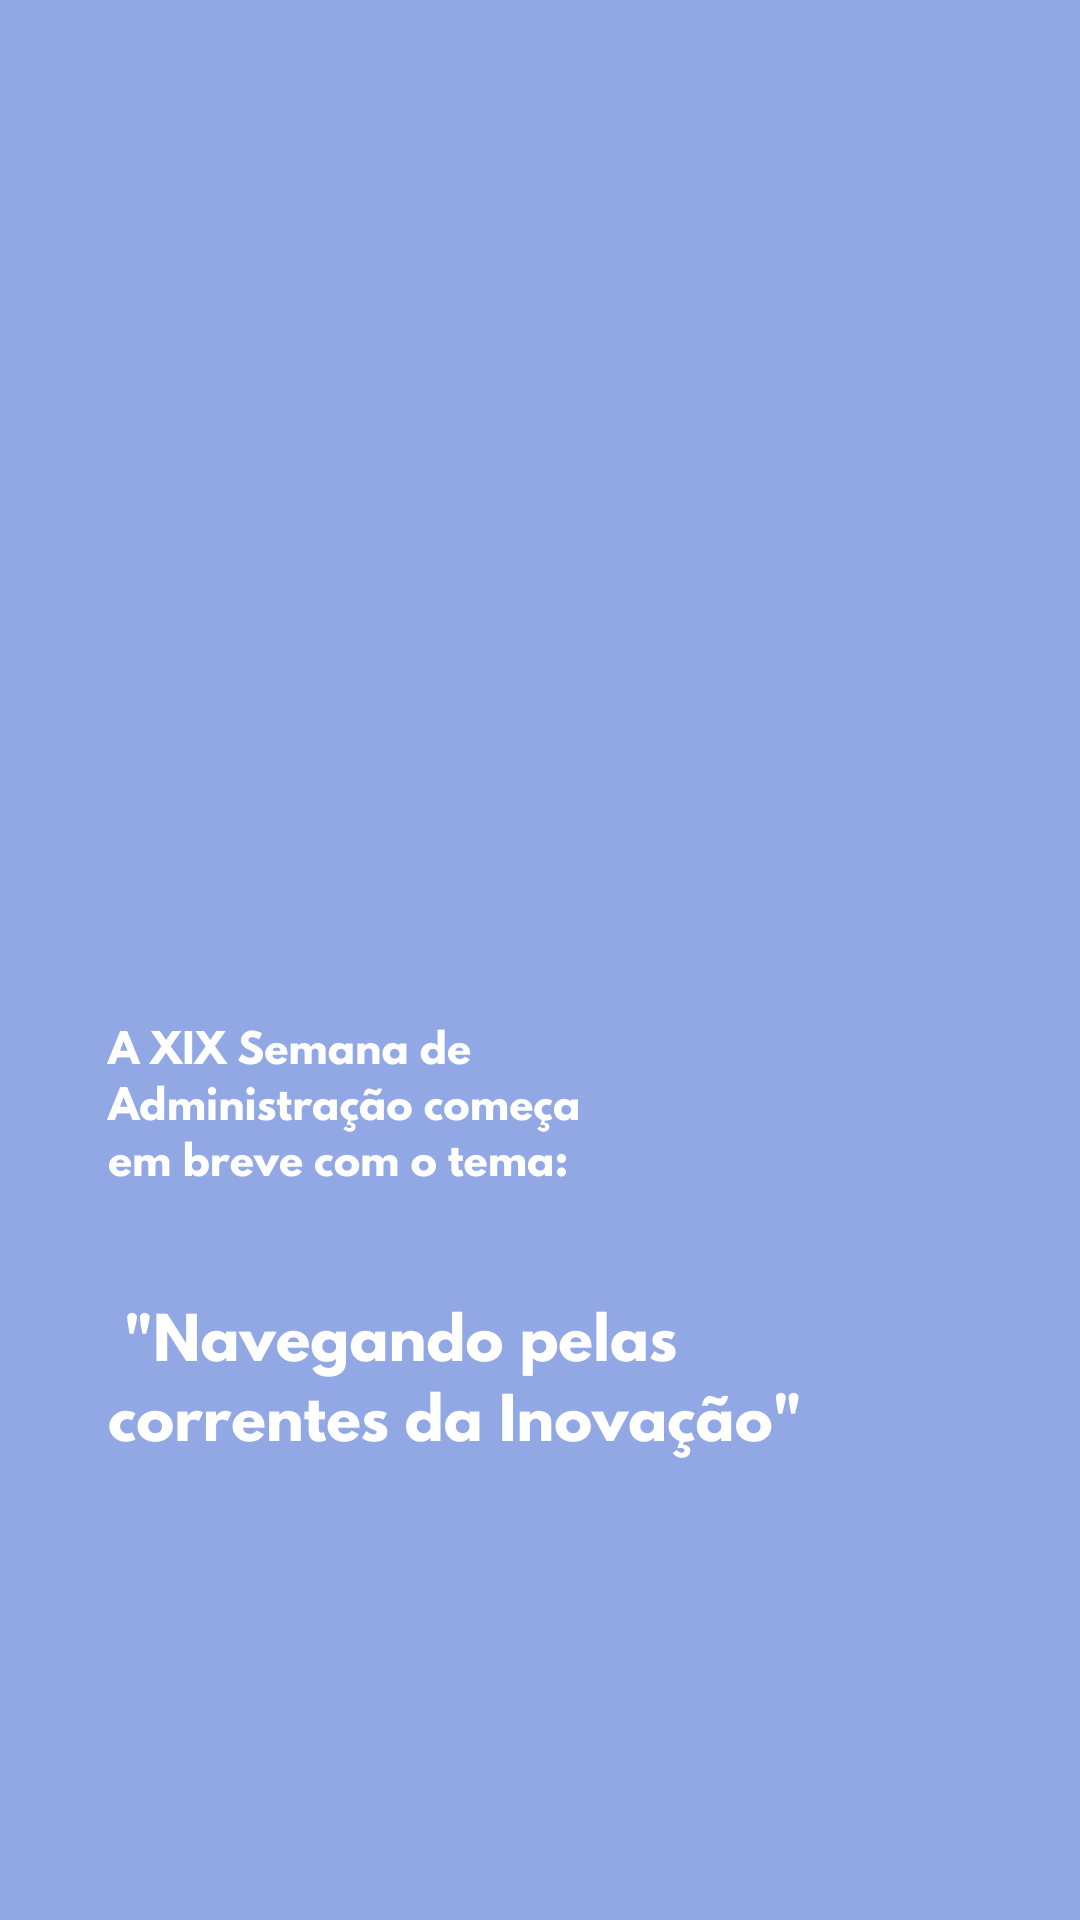 A XIX Semana de
Administração começa
em breve com o tema:
"Navegando pelas
correntes da Inovação"